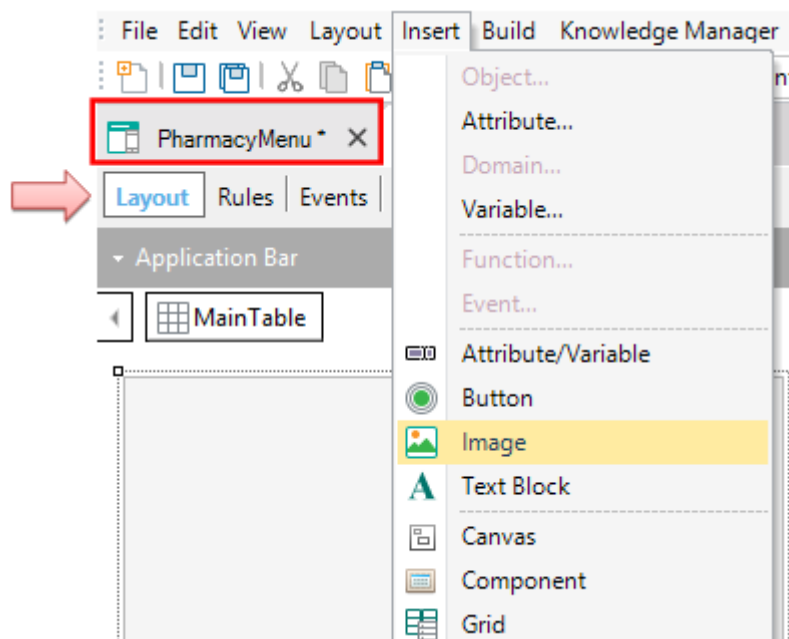 File Edit View Layout Insert Build Knowledge Manager
Object...
PharmacyMenu *
Attribute...
Domain...
Layout Rules Events
Variable...
Application Bar
Function...
Event...
MainTable
Attribute/Variable
Button
Image
A Text Block
Canvas
Component
Grid